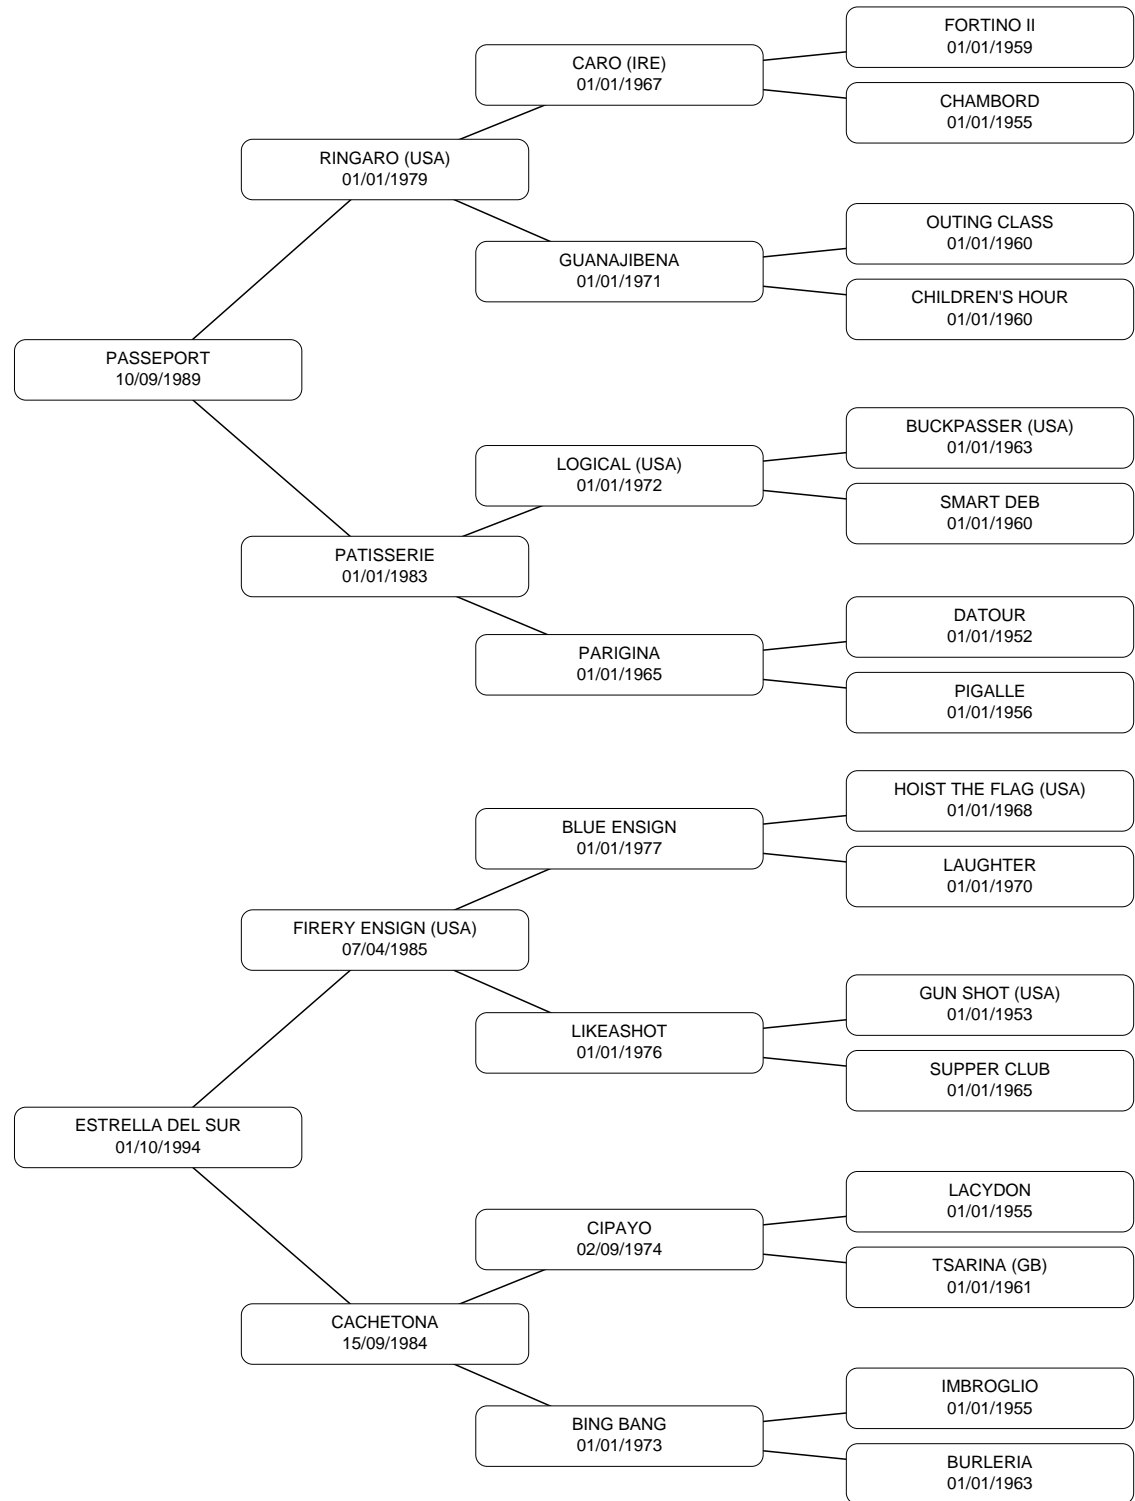 FORTINO II
01/01/1959
CARO (IRE)
01/01/1967
CHAMBORD
01/01/1955
RINGARO (USA)
01/01/1979
OUTING CLASS
01/01/1960
GUANAJIBENA
01/01/1971
CHILDREN'S HOUR
01/01/1960
PASSEPORT
10/09/1989
BUCKPASSER (USA)
01/01/1963
LOGICAL (USA)
01/01/1972
SMART DEB
01/01/1960
PATISSERIE
01/01/1983
DATOUR
01/01/1952
PARIGINA
01/01/1965
PIGALLE
01/01/1956
HOIST THE FLAG (USA)
01/01/1968
BLUE ENSIGN
01/01/1977
LAUGHTER
01/01/1970
FIRERY ENSIGN (USA)
07/04/1985
GUN SHOT (USA)
01/01/1953
LIKEASHOT
01/01/1976
SUPPER CLUB
01/01/1965
ESTRELLA DEL SUR
01/10/1994
LACYDON
01/01/1955
CIPAYO
02/09/1974
TSARINA (GB)
01/01/1961
CACHETONA
15/09/1984
IMBROGLIO
01/01/1955
BING BANG
01/01/1973
BURLERIA
01/01/1963